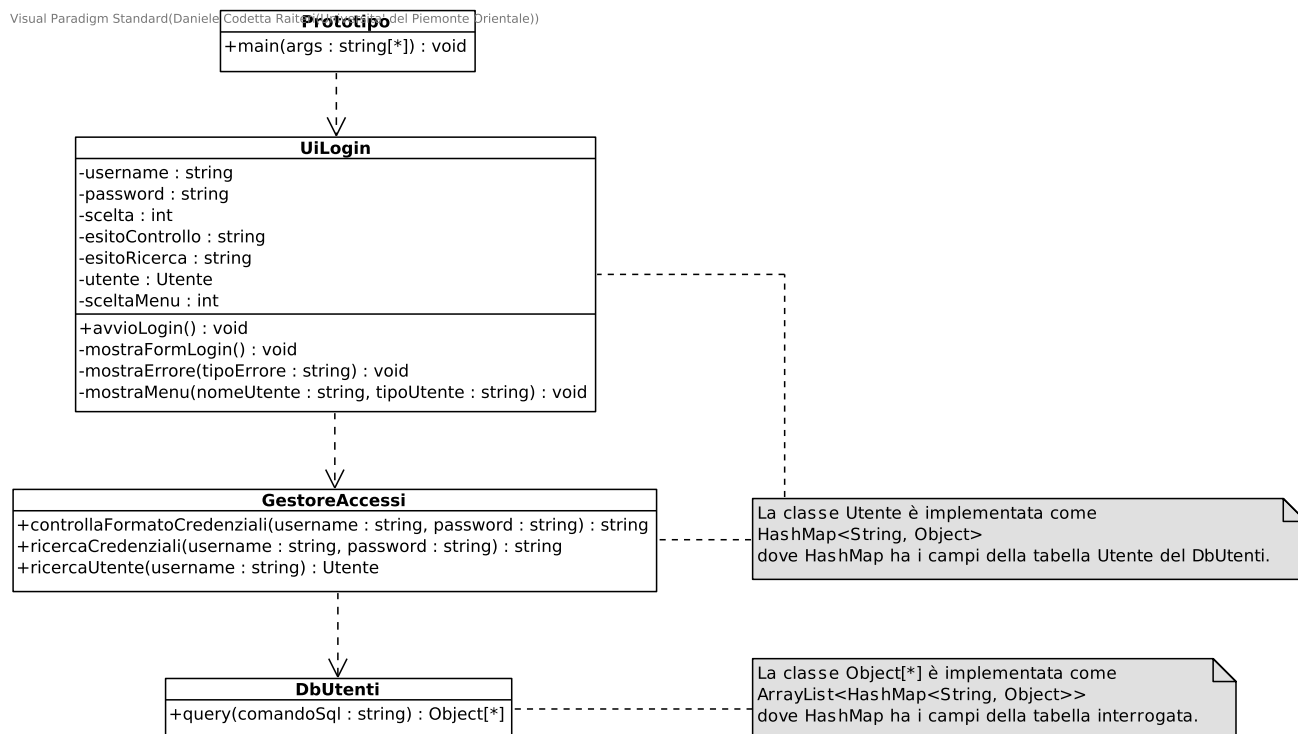 Visual Paradigm Standard(Daniele Codetta Raiteri(Universita' del Piemonte Orientale))
Prototipo
+main(args : string[*]) : void
UiLogin
-username : string
-password : string
-scelta : int
-esitoControllo : string
-esitoRicerca : string
-utente : Utente
-sceltaMenu : int
+avvioLogin() : void
-mostraFormLogin() : void
-mostraErrore(tipoErrore : string) : void
-mostraMenu(nomeUtente : string, tipoUtente : string) : void
GestoreAccessi
+controllaFormatoCredenziali(username : string, password : string) : string
+ricercaCredenziali(username : string, password : string) : string
+ricercaUtente(username : string) : Utente
La classe Utente è implementata come
HashMap<String, Object>
dove HashMap ha i campi della tabella Utente del DbUtenti.
DbUtenti
+query(comandoSql : string) : Object[*]
La classe Object[*] è implementata come
ArrayList<HashMap<String, Object>>
dove HashMap ha i campi della tabella interrogata.